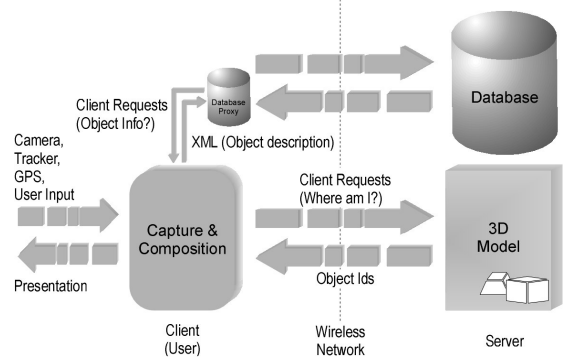 Database
Proxy
Database
Client Requests
(Object Info?)
XML (Object description)
Camera,
Tracker,
GPS,
User Input
Client Requests
(Where am I?)
Capture &
Composition
3D
Model
Object Ids
Presentation
Client
(User)
Wireless
Network
Server